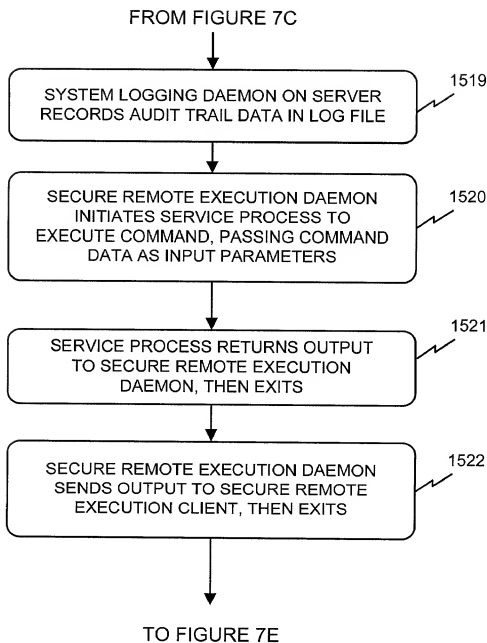 FROM FIGURE 7C
SYSTEM LOGGING DAEMON ON SERVER
RECORDS AUDIT TRAIL DATA IN LOG FILE
1519
SECURE REMOTE EXECUTION DAEMON
INITIATES SERVICE PROCESS TO
EXECUTE COMMAND, PASSING COMMAND
DATA AS INPUT PARAMETERS
1520
SERVICE PROCESS RETURNS OUTPUT
TO SECURE REMOTE EXECUTION
DAEMON, THEN EXITS
1521
SECURE REMOTE EXECUTION DAEMON
SENDS OUTPUT TO SECURE REMOTE
EXECUTION CLIENT, THEN EXITS
1522
TO FIGURE 7E